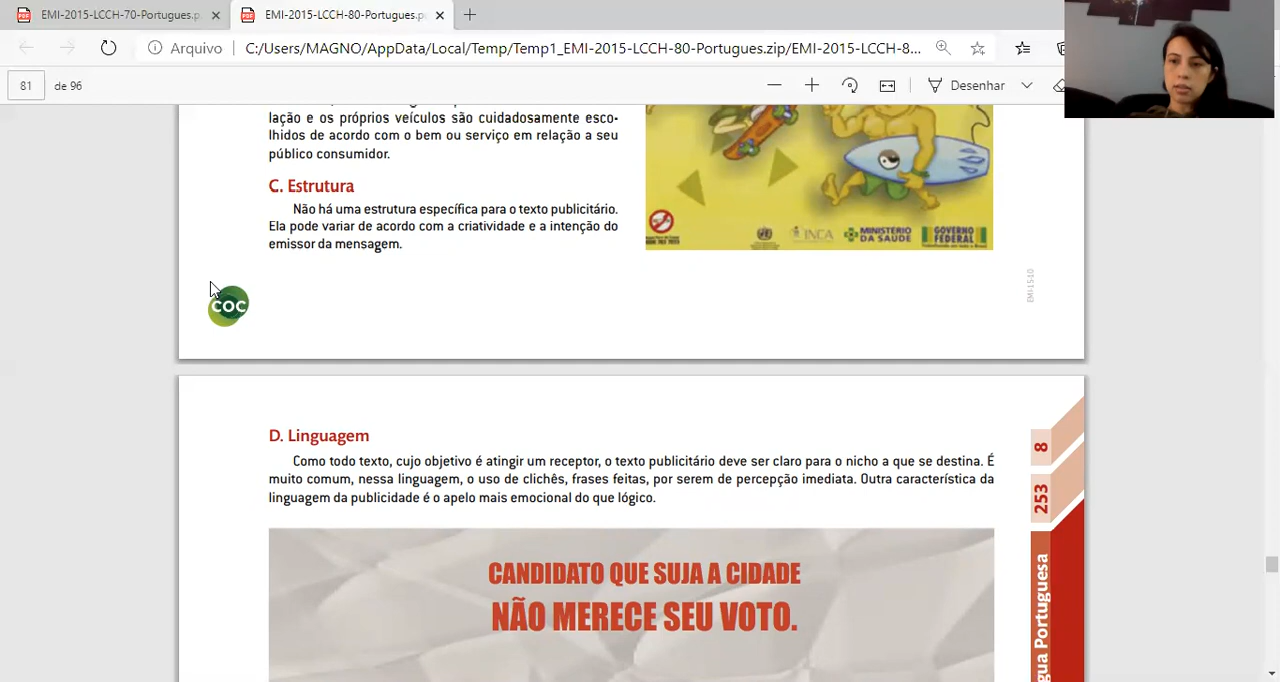 EMI-2015-LCCH-70-Portugues.p
EMI-2015-LCCH-80-Portugues.p
Arquivo
C:/Users/MAGNO/AppData/Local/Temp/Temp1_EMI-2015-LCCH-80-Portugues.zip/EMI-2015-LCCH-8...
81 de 96
Desenhar
lação e os próprios veículos são cuidadosamente esco-
lhidos de acordo com o bem ou serviço em relação a seu
público consumidor.
C. Estrutura
Não há uma estrutura específica para o texto publicitário.
Ela pode variar de acordo com a criatividade e a intenção do
emissor da mensagem.
INCA
MINISTÉRIO
DA SAÚDE
GOVERNO
FEDERAL
EMI-15-10
COC
D. Linguagem
Como todo texto, cujo objetivo é atingir um receptor, o texto publicitário deve ser claro para o nicho a que se destina. É
muito comum, nessa linguagem, o uso de clichês, frases feitas, por serem de percepção imediata. Outra característica da
linguagem da publicidade é o apelo mais emocional do que lógico.
8
253
gua Portuguesa
CANDIDATO QUE SUJA A CIDADE
NÃO MERECE SEU VOTO.